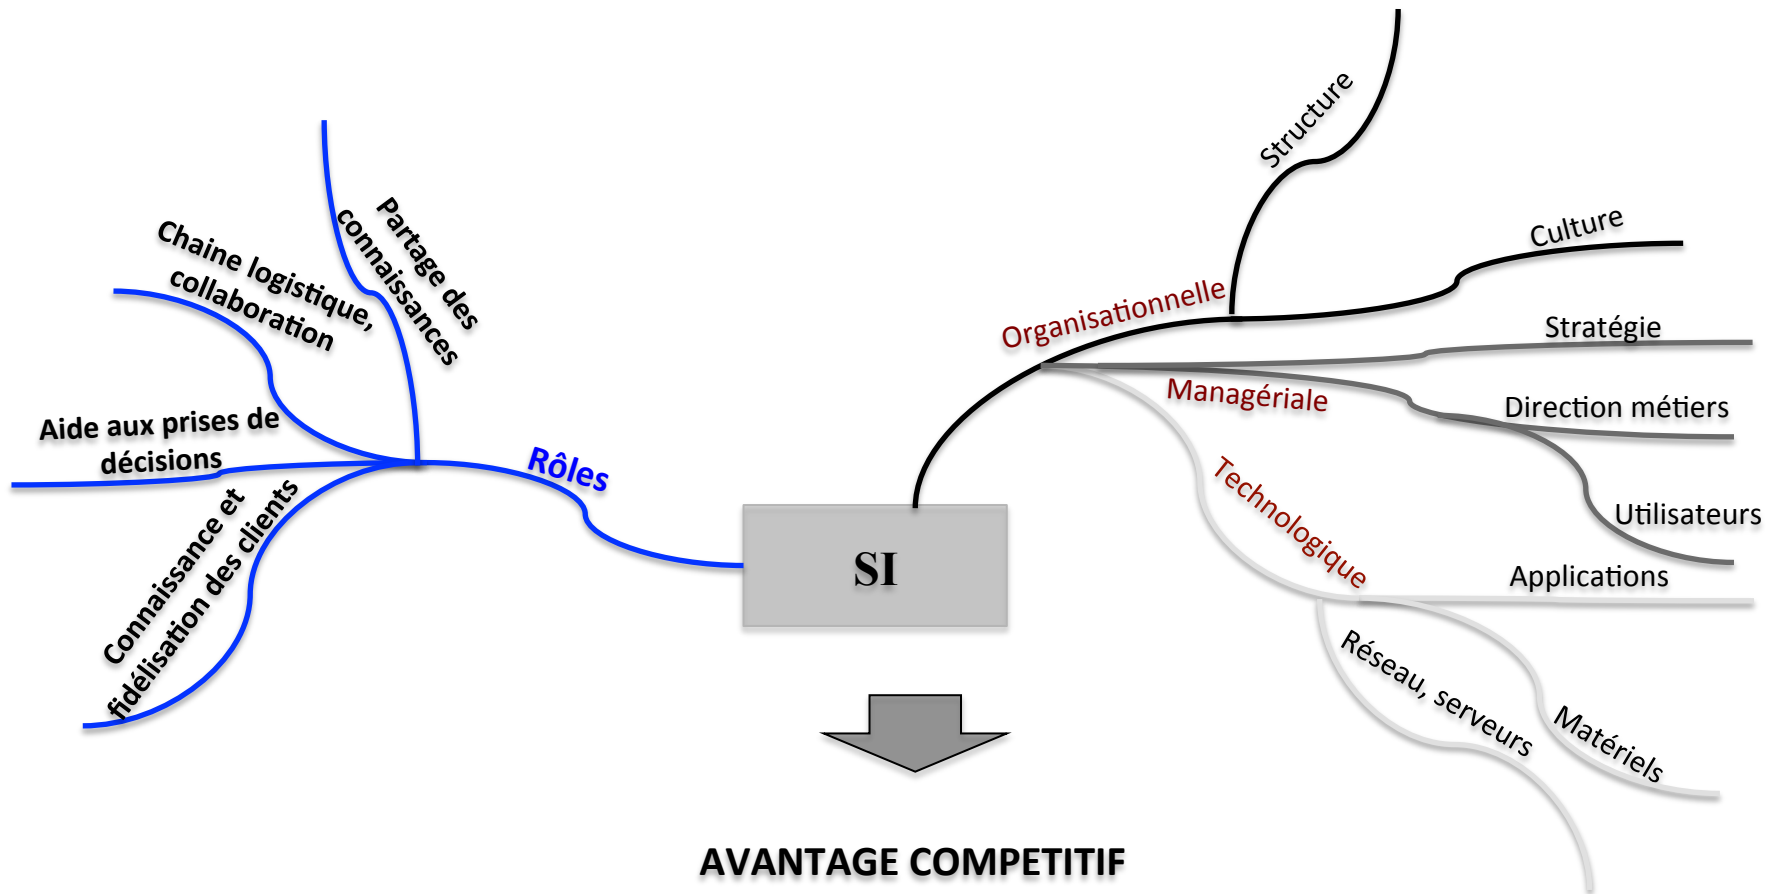 Partage des
connaissances
Chaine logistique,
collaboration
Aide aux prises de
décisions
Connaissance et
fidélisation des clients
Rôles
SI
Organisationnelle
Structure
Culture
Managériale
Stratégie
Direction métiers
Utilisateurs
Technologique
Applications
Matériels
Réseau, serveurs
AVANTAGE COMPETITIF